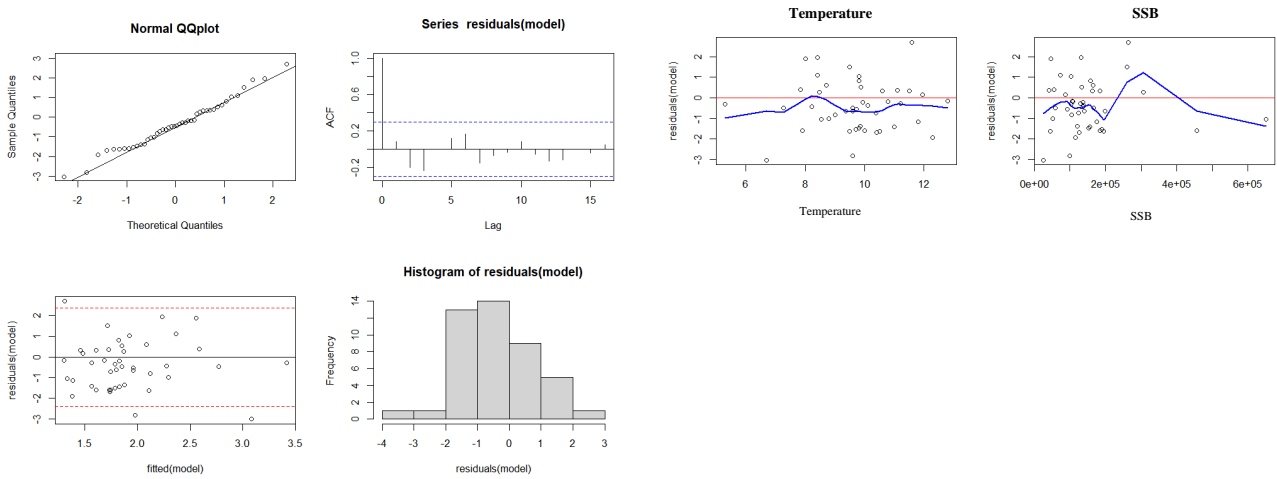 Normal QQplot
Sample Quantiles
3
2
1
0
-1
-2
-3
-2
-1
0
1
2
Theoretical Quantiles
Series residuals(model)
ACF
1.0
0.6
0.2
-0.2
0
5
10
15
Lag
Temperature
residuals(model)
2
1
0
-1
-2
-3
6
8
10
12
Temperature
SSB
residuals(model)
2
1
0
-1
-2
-3
0e+00
2e+05
4e+05
6e+05
SSB
residuals(model)
2
1
0
-1
-2
-3
1.5
2.0
2.5
3.0
3.5
fitted(model)
Histogram of residuals(model)
Frequency
14
10
8
6
4
2
0
-4
-3
-2
-1
0
1
2
3
residuals(model)